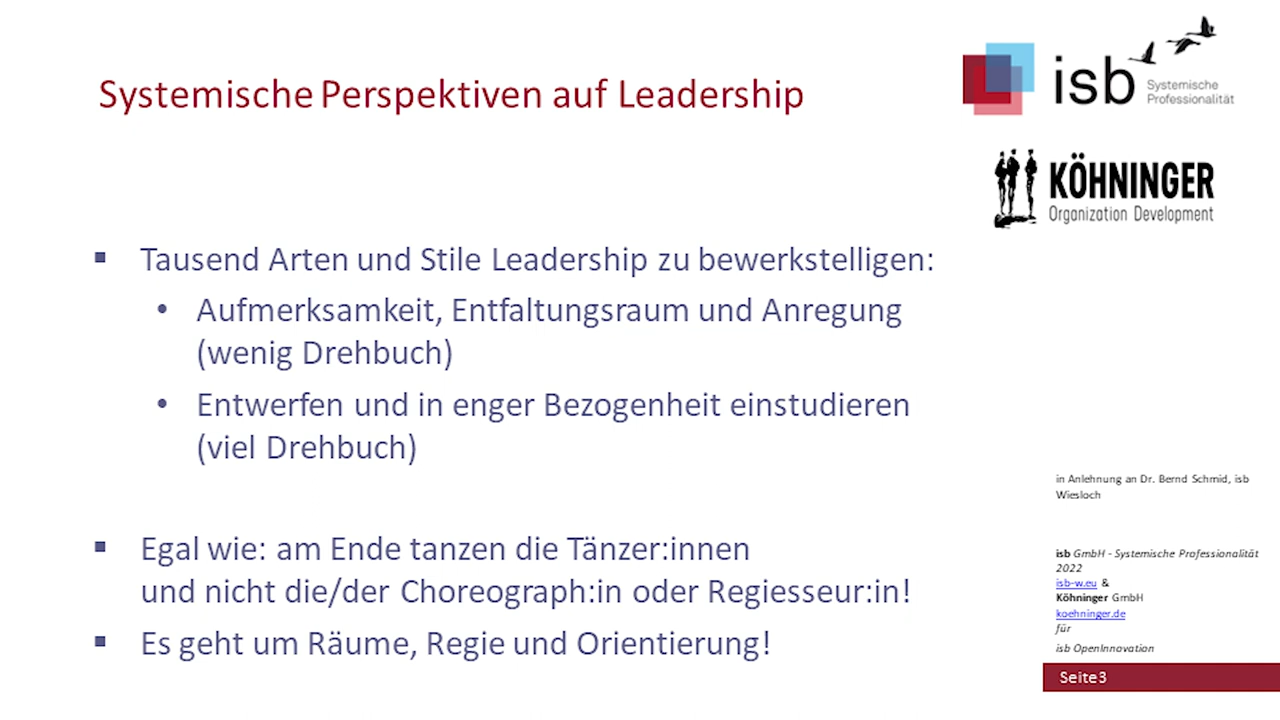 Systemische Perspektiven auf Leadership
isb
Systemische
Professionalität
KÖHNINGER
Organization Development
▪ Tausend Arten und Stile Leadership zu bewerkstelligen:
• Aufmerksamkeit, Entfaltungsraum und Anregung
(wenig Drehbuch)
• Entwerfen und in enger Bezogenheit einstudieren
(viel Drehbuch)
▪ Egal wie: am Ende tanzen die Tänzer:innen
und nicht die/der Choreograph:in oder Regiesseur:in!
▪ Es geht um Räume, Regie und Orientierung!
in Anlehnung an Dr. Bernd Schmid, isb
Wiesloch
isb GmbH - Systemische Professionalität
2022
isb-w.eu &
Köhninger GmbH
koehninger.de
für
isb OpenInnovation
Seite3